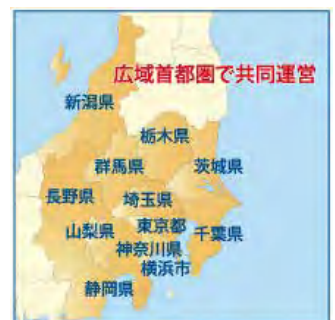 広域首都圏で共同運営
新潟県
栃木県
群馬県
茨城県
長野県
埼玉県
山梨県
東京都
千葉県
神奈川県
横浜市
静岡県